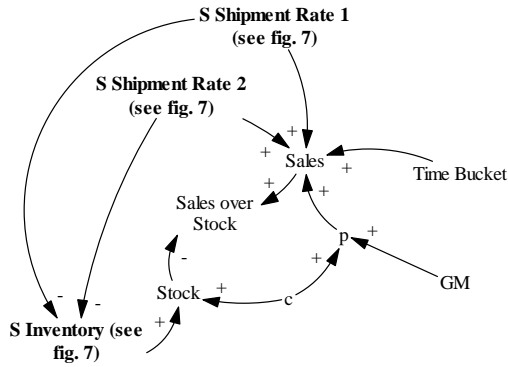 S Shipment Rate 1
(see fig. 7)
S Shipment Rate 2
(see fig. 7)
+
+
Sales
+
Time Bucket
+
+
Sales over
Stock
p
+
+
-
GM
Stock
+
c
-
-
S Inventory (see
fig. 7)
+